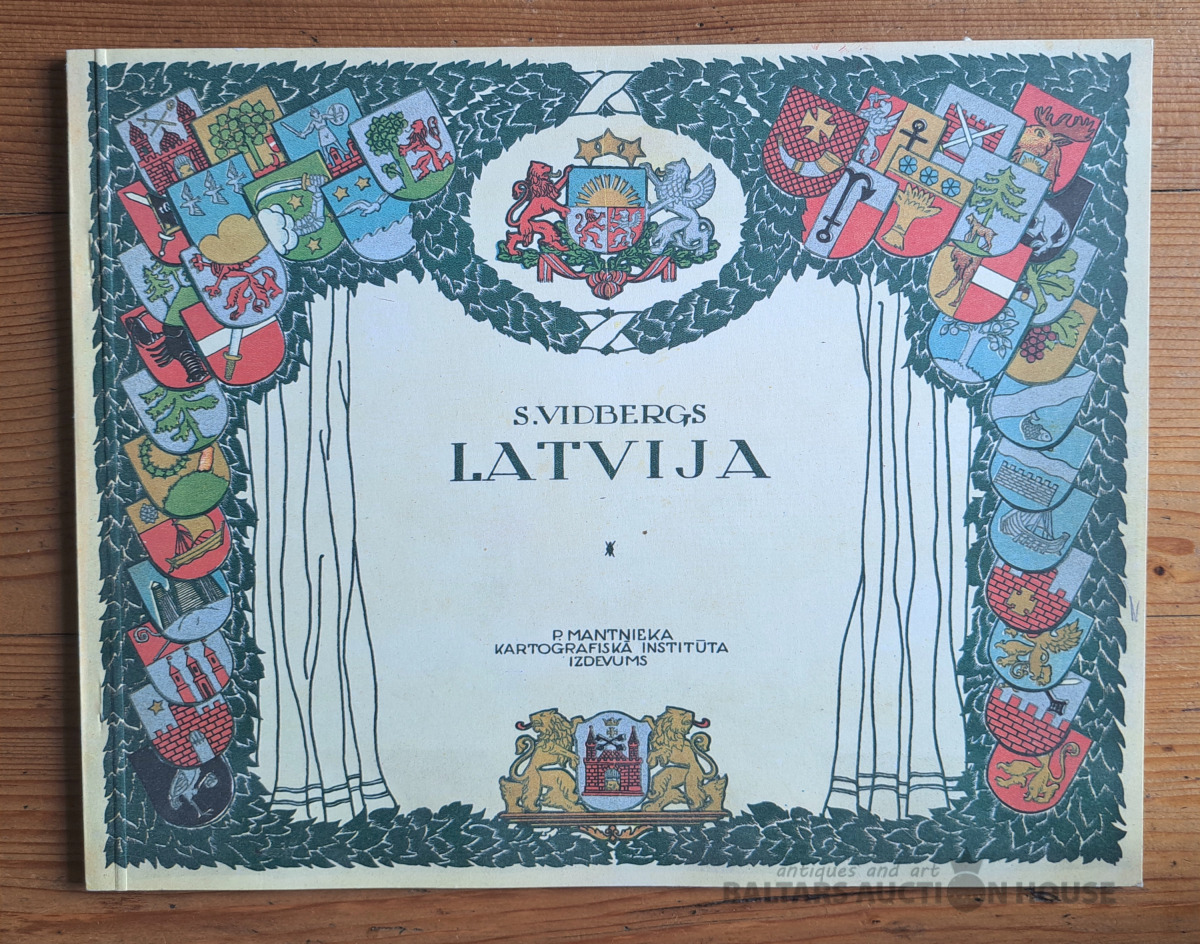 S. VIDBERGS
LATVIJA
P. MANTNIEKA
KARTOGRAFISKĀ INSTITŪTA
IZDEVUMS
antiques and art
BALTARS AUCTION HOUSE